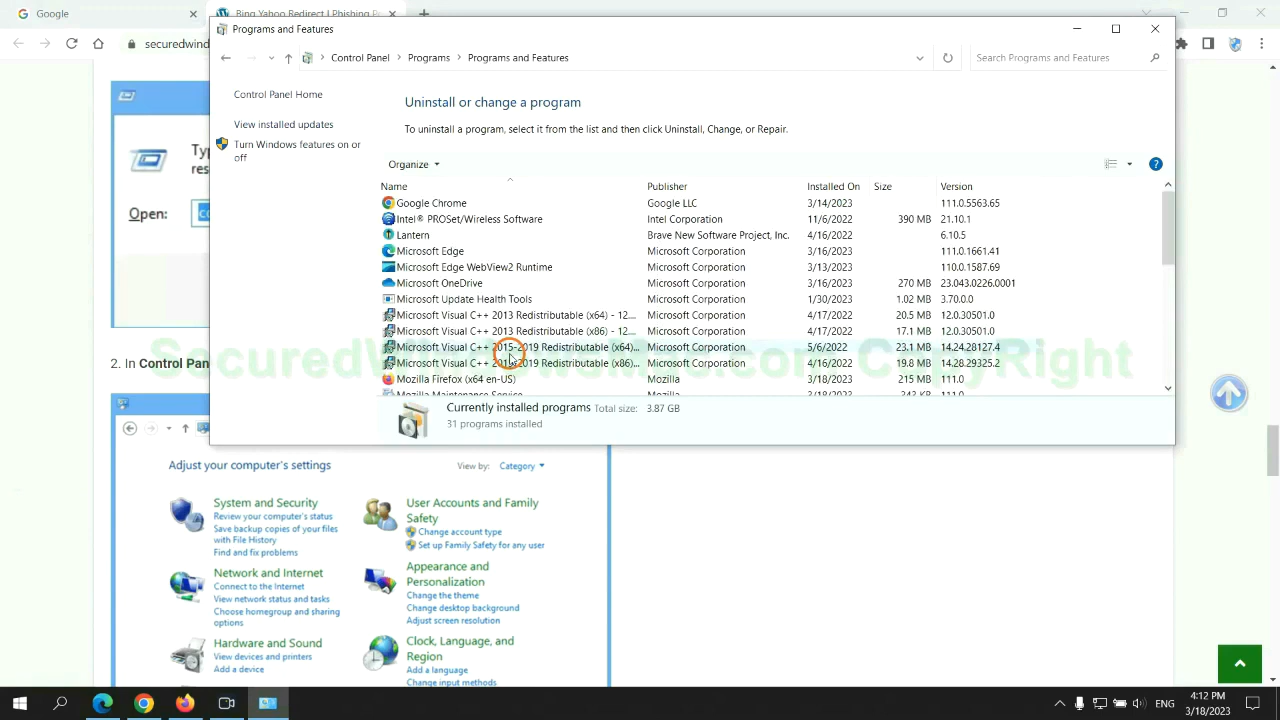 Google
Bing Yahoo Redirect | Phishing Pr
securedwind
Programs and Features
Control Panel > Programs > Programs and Features
Search Programs and Features
Control Panel Home
View installed updates
Turn Windows features on or
off
Uninstall or change a program
To uninstall a program, select it from the list and then click Uninstall, Change, or Repair.
Organize
Name Publisher Installed On Size Version
Google Chrome Google LLC 3/14/2023 111.0.5563.65
Intel® PROSet/Wireless Software Intel Corporation 11/6/2022 390 MB 21.10.1
Lantern Brave New Software Project, Inc. 4/16/2022 6.10.5
Microsoft Edge Microsoft Corporation 3/16/2023 111.0.1661.41
Microsoft Edge WebView2 Runtime Microsoft Corporation 3/13/2023 110.0.1587.69
Microsoft OneDrive Microsoft Corporation 3/16/2023 270 MB 23.043.0226.0001
Microsoft Update Health Tools Microsoft Corporation 1/30/2023 1.02 MB 3.70.0.0
Microsoft Visual C++ 2013 Redistributable (x64) - 12.... Microsoft Corporation 4/17/2022 20.5 MB 12.0.30501.0
Microsoft Visual C++ 2013 Redistributable (x86) - 12.... Microsoft Corporation 4/17/2022 17.1 MB 12.0.30501.0
Microsoft Visual C++ 2015-2019 Redistributable (x64)... Microsoft Corporation 5/6/2022 23.1 MB 14.24.28127.4
Microsoft Visual C++ 2015-2019 Redistributable (x86)... Microsoft Corporation 4/16/2022 19.8 MB 14.28.29325.2
Mozilla Firefox (x64 en-US) Mozilla 3/18/2023 215 MB 111.0
Mozilla Maintenance Service Mozilla 3/18/2023 343 KB 111.0
Currently installed programs Total size: 3.87 GB
31 programs installed
Typ
res
Open: co
2. In Control Pan
Adjust your computer's settings
View by: Category
System and Security
Review your computer's status
Save backup copies of your files
with File History
Find and fix problems
Network and Internet
Connect to the Internet
View network status and tasks
Choose homegroup and sharing
options
Hardware and Sound
View devices and printers
Add a device
User Accounts and Family
Safety
Change account type
Set up Family Safety for any user
Appearance and
Personalization
Change the theme
Change desktop background
Adjust screen resolution
Clock, Language, and
Region
Add a language
Change input methods
ENG
4:12 PM
3/18/2023